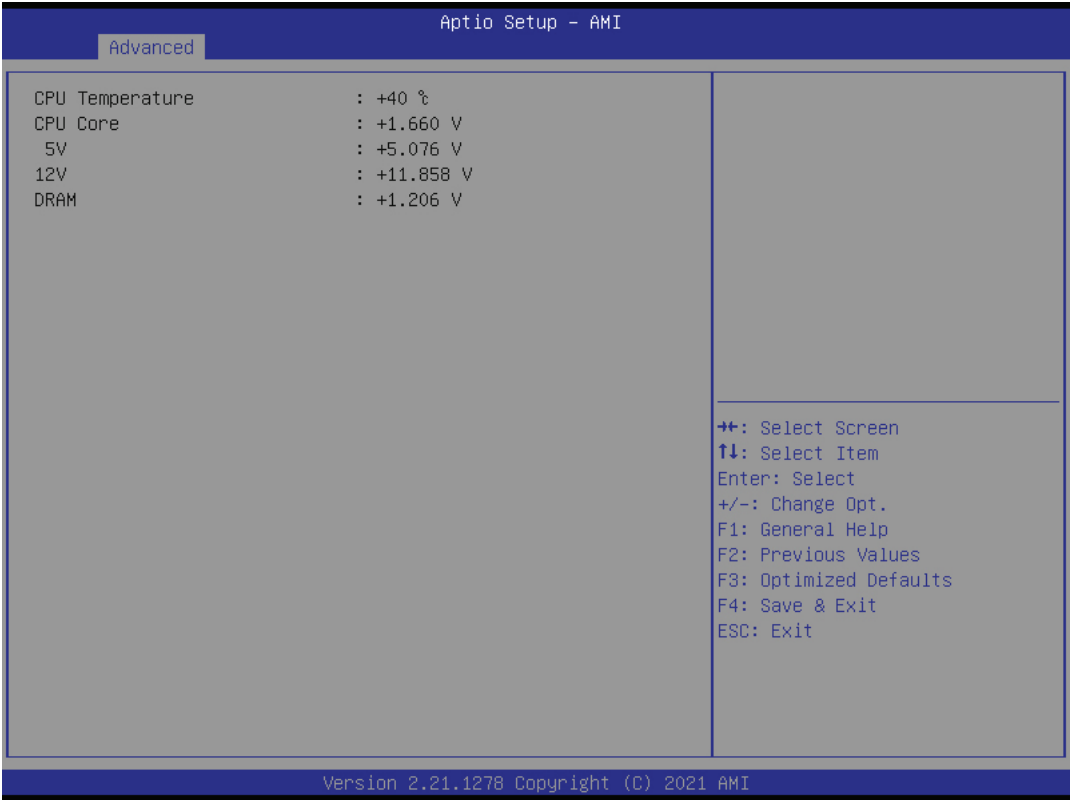 Aptio Setup – AMI
Advanced
CPU Temperature : +40 ℃
CPU Core : +1.660 V
5V : +5.076 V
12V : +11.858 V
DRAM : +1.206 V
→←: Select Screen
↑↓: Select Item
Enter: Select
+/-: Change Opt.
F1: General Help
F2: Previous Values
F3: Optimized Defaults
F4: Save & Exit
ESC: Exit
Version 2.21.1278 Copyright (C) 2021 AMI